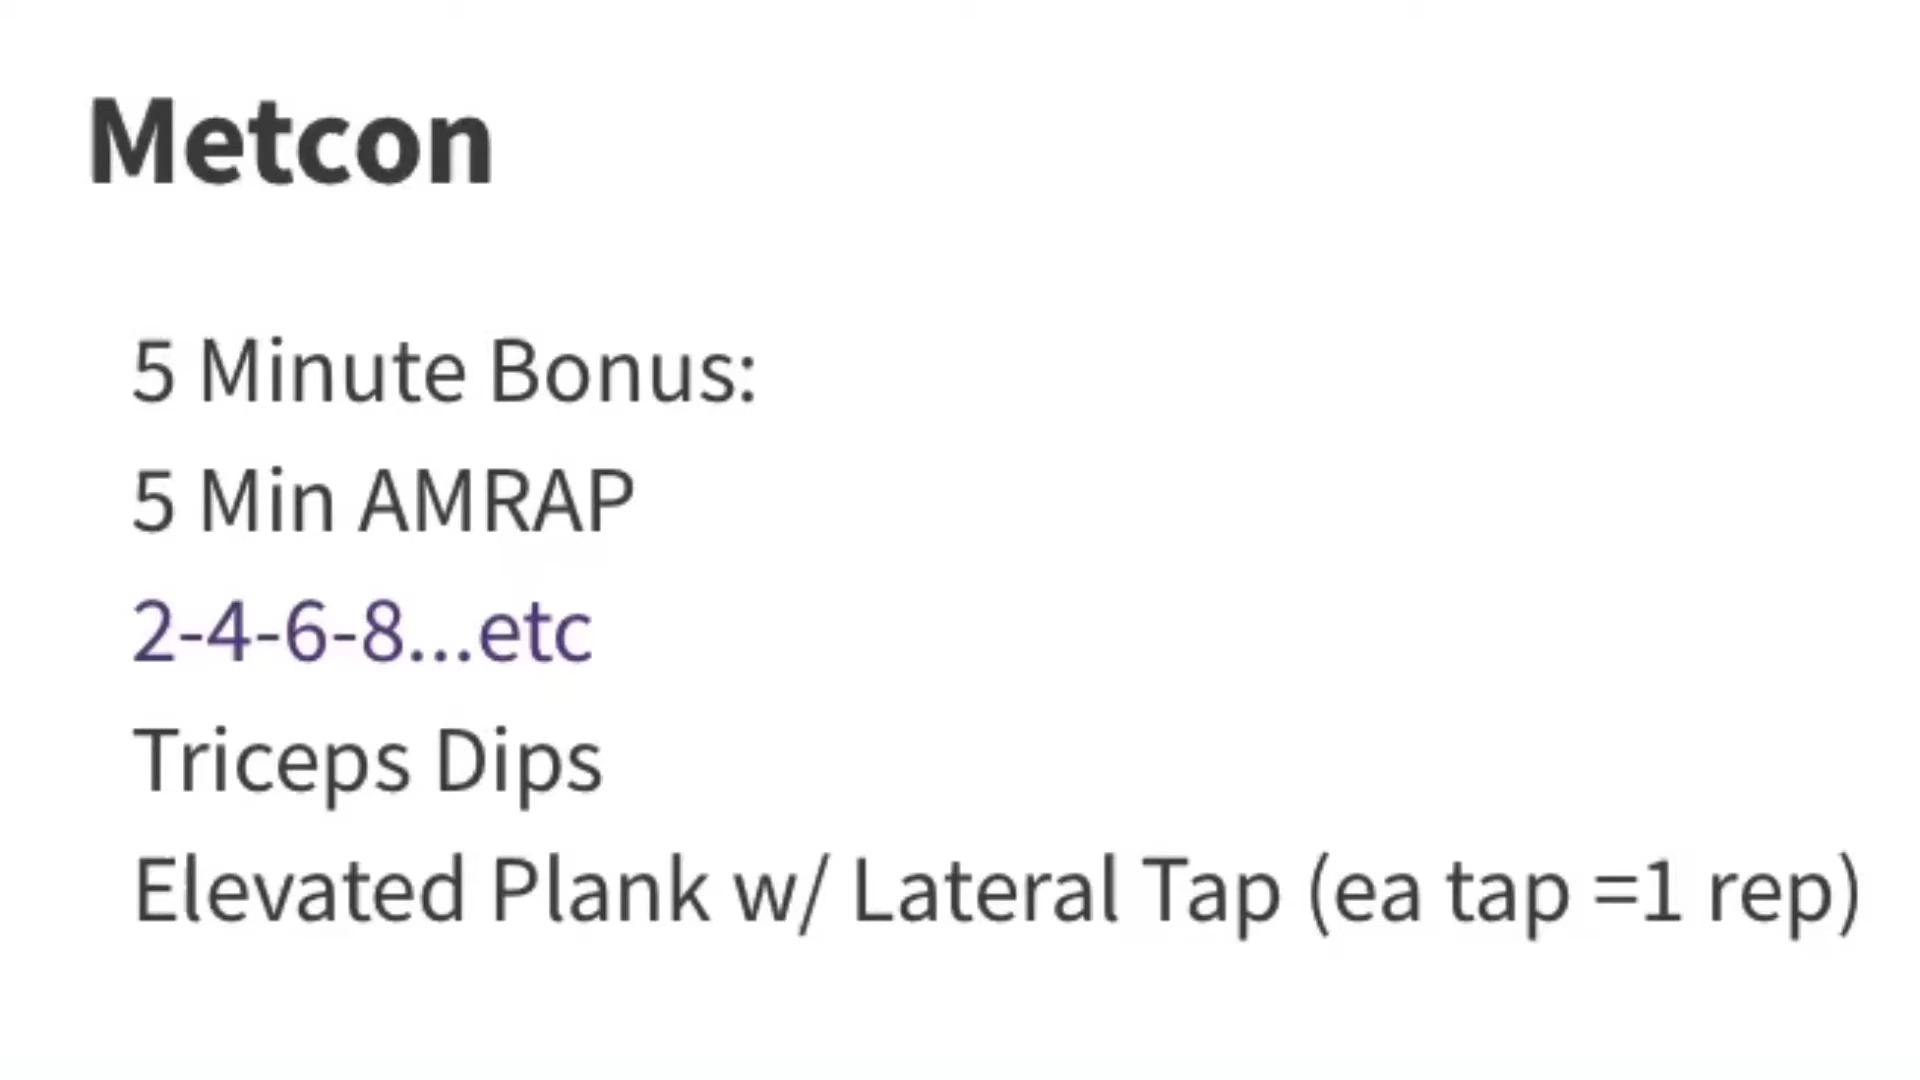 Metcon
5 Minute Bonus:
5 Min AMRAP
2-4-6-8...etc
Triceps Dips
Elevated Plank w/ Lateral Tap (ea tap =1 rep)